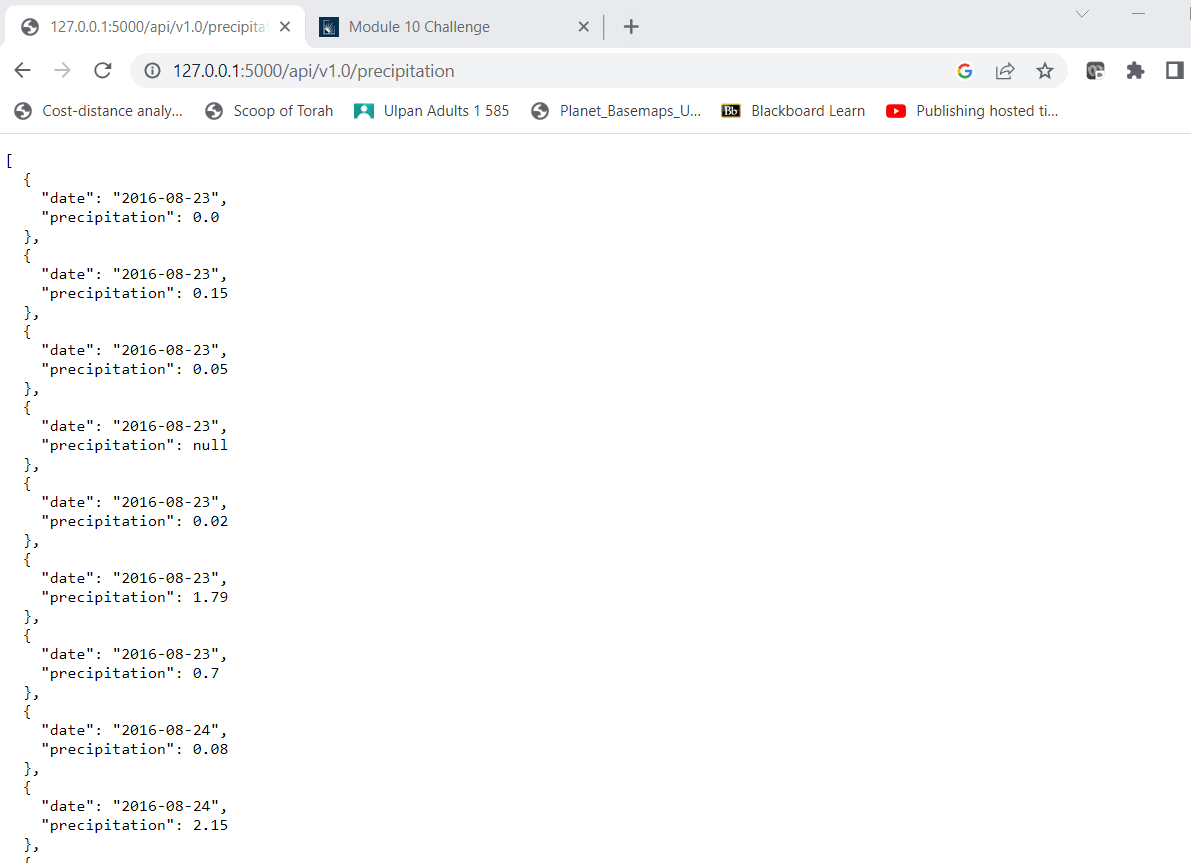 127.0.0.1:5000/api/v1.0/precipitat
Module 10 Challenge
127.0.0.1:5000/api/v1.0/precipitation
Cost-distance analy...
Scoop of Torah
Ulpan Adults 1 585
Planet_Basemaps_U...
Bb
Blackboard Learn
Publishing hosted ti...
[
  {
    "date": "2016-08-23",
    "precipitation": 0.0
  },
  {
    "date": "2016-08-23",
    "precipitation": 0.15
  },
  {
    "date": "2016-08-23",
    "precipitation": 0.05
  },
  {
    "date": "2016-08-23",
    "precipitation": null
  },
  {
    "date": "2016-08-23",
    "precipitation": 0.02
  },
  {
    "date": "2016-08-23",
    "precipitation": 1.79
  },
  {
    "date": "2016-08-23",
    "precipitation": 0.7
  },
  {
    "date": "2016-08-24",
    "precipitation": 0.08
  },
  {
    "date": "2016-08-24",
    "precipitation": 2.15
  },
  {